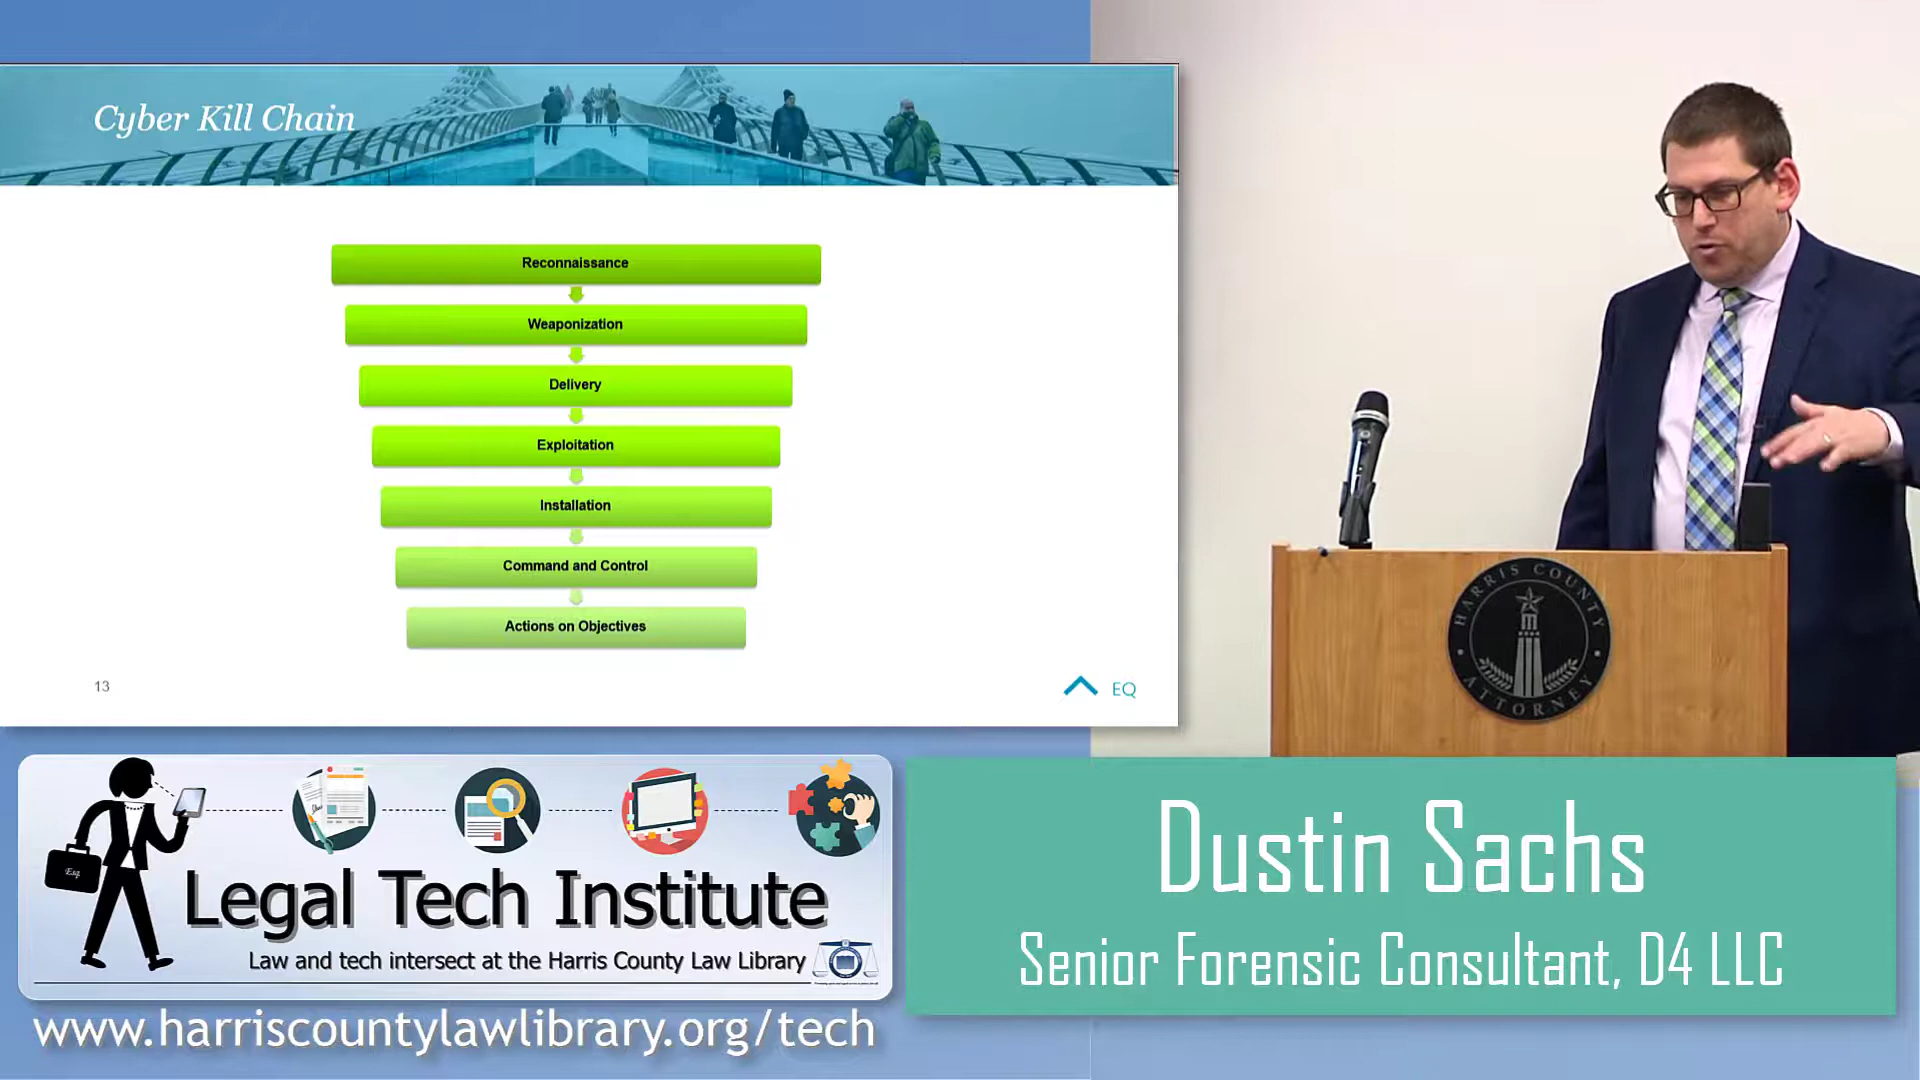 Cyber Kill Chain
Reconnaissance
Weaponization
Delivery
Exploitation
Installation
Command and Control
Actions on Objectives
13
EQ
HARRIS COUNTY
ATTORNEY
Esq.
Legal Tech Institute
Law and tech intersect at the Harris County Law Library
www.harriscountylawlibrary.org/tech
Dustin Sachs
Senior Forensic Consultant, D4 LLC